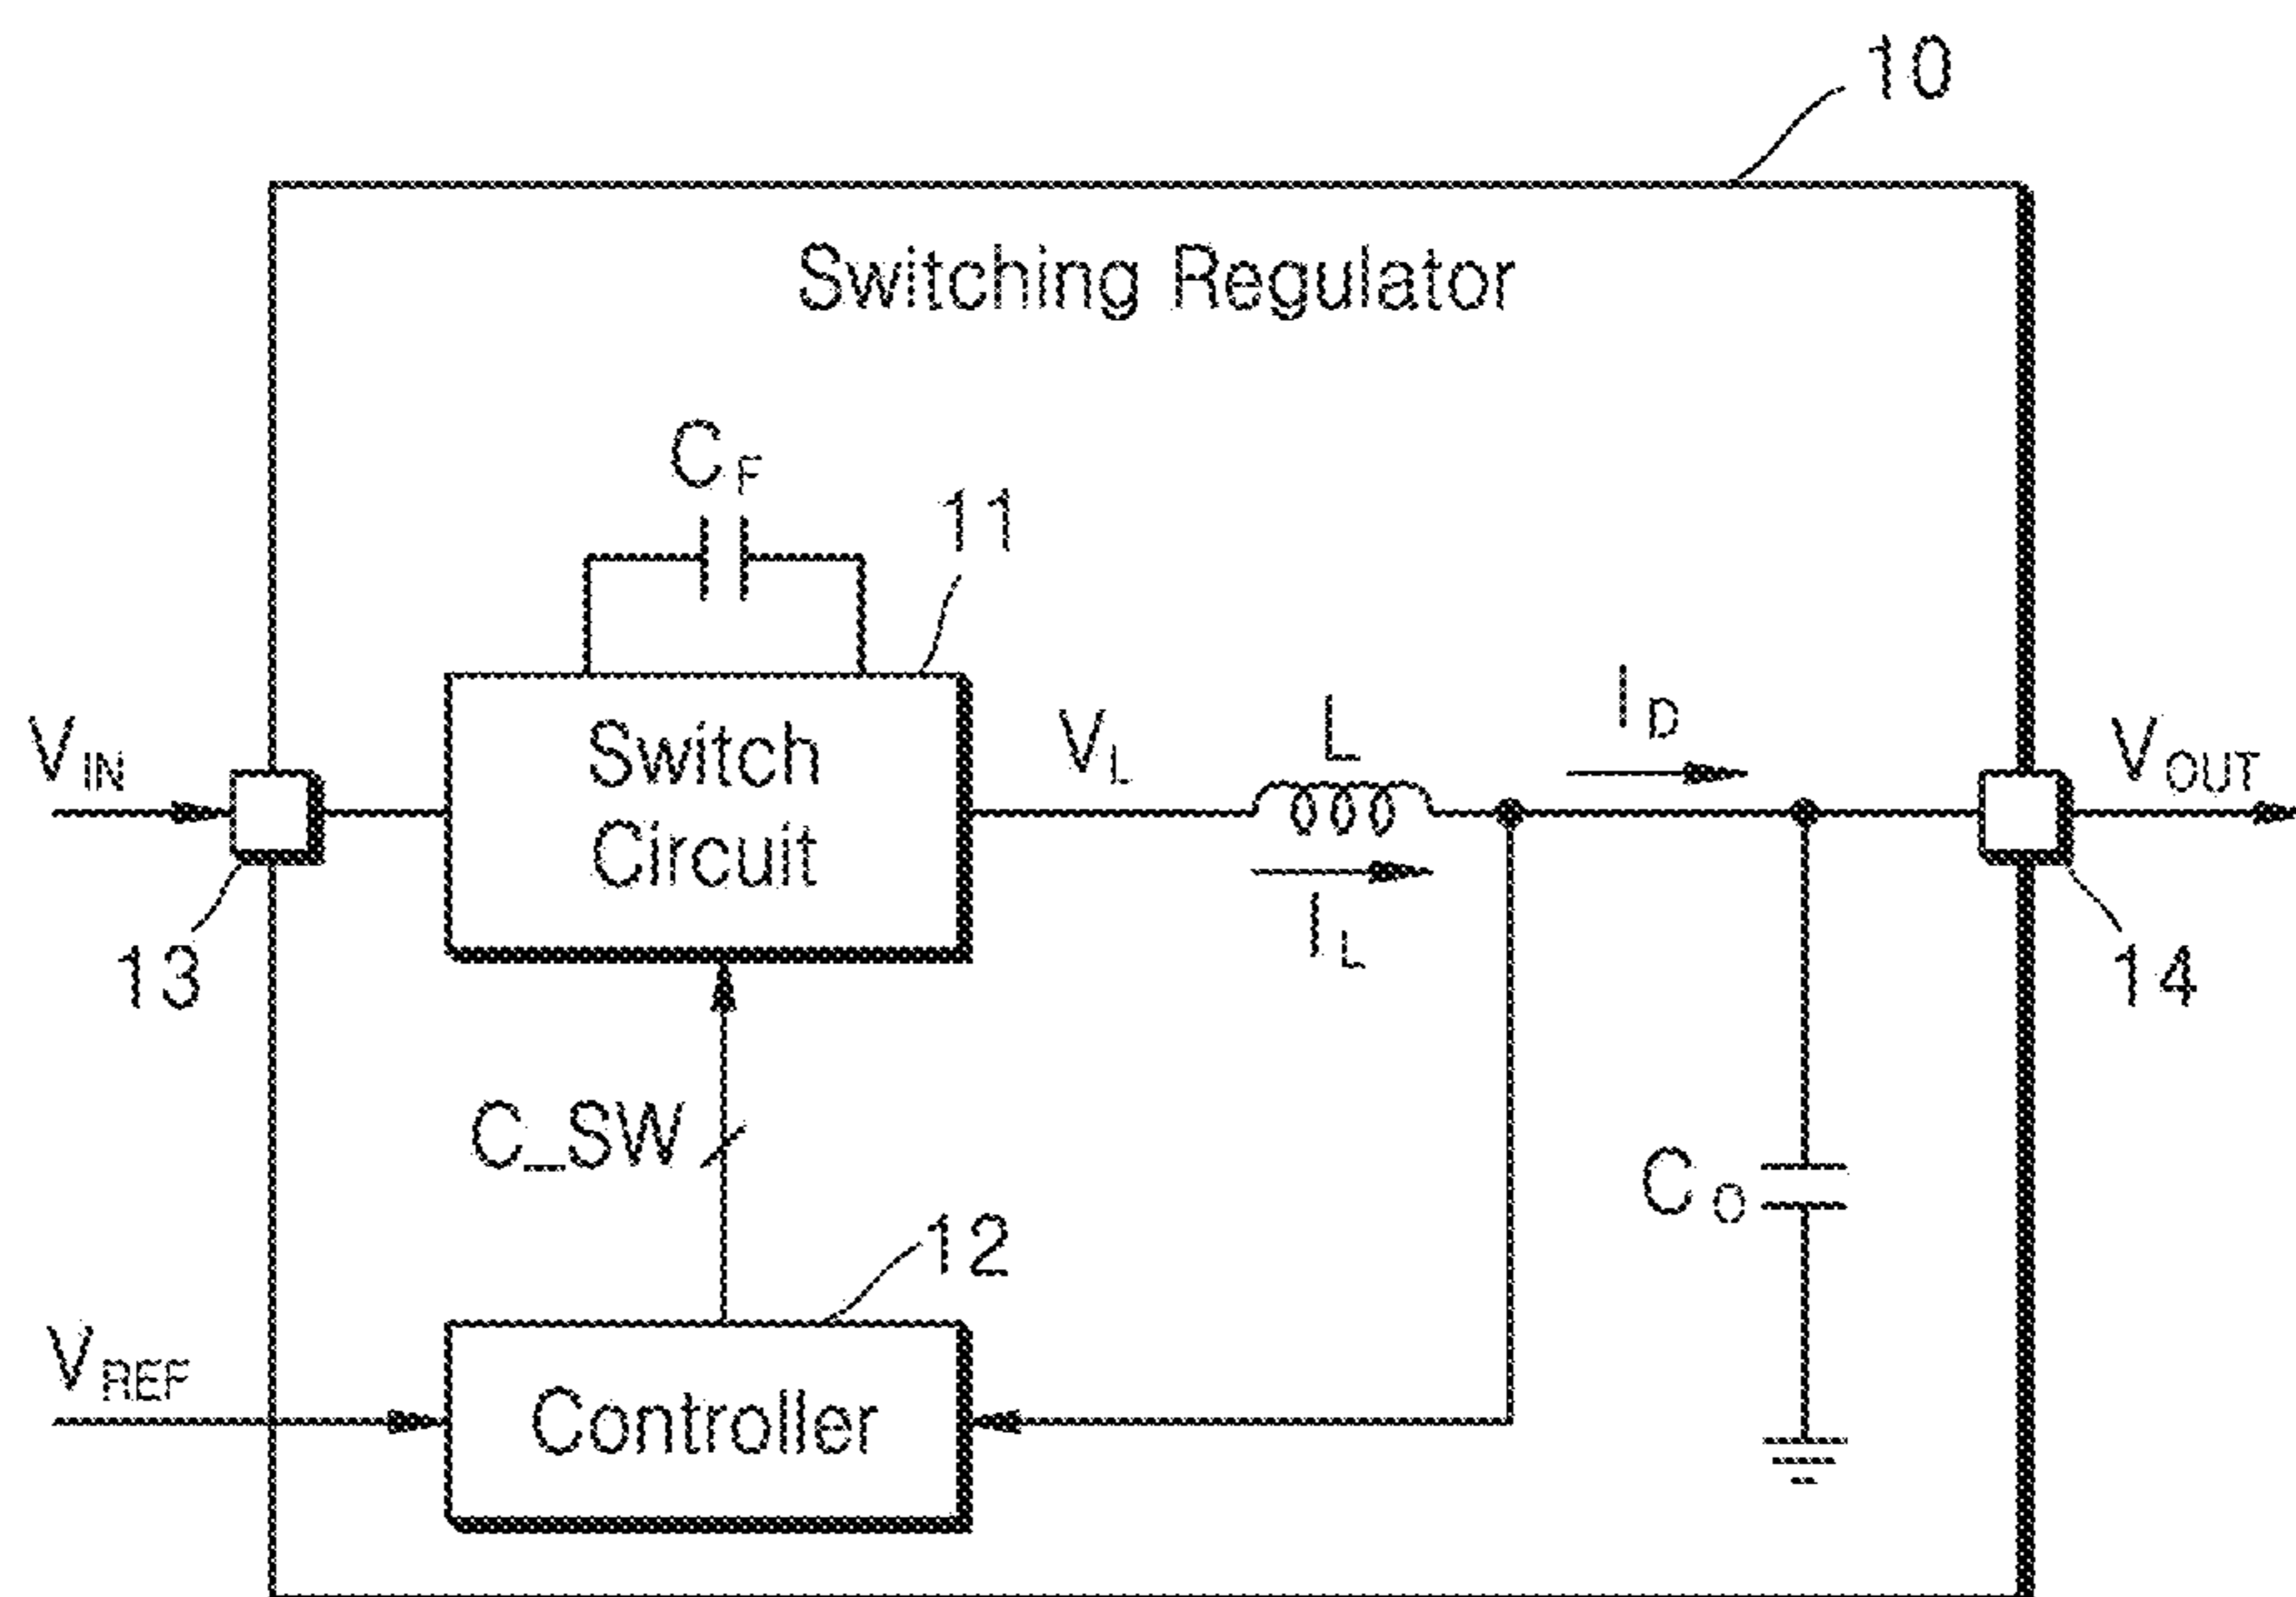 10
Switching Regulator
CF
11
VIN
Switch
Circuit
VL
L
ID
VOUT
IL
13
14
C_SW
CO
12
VREF
Controller